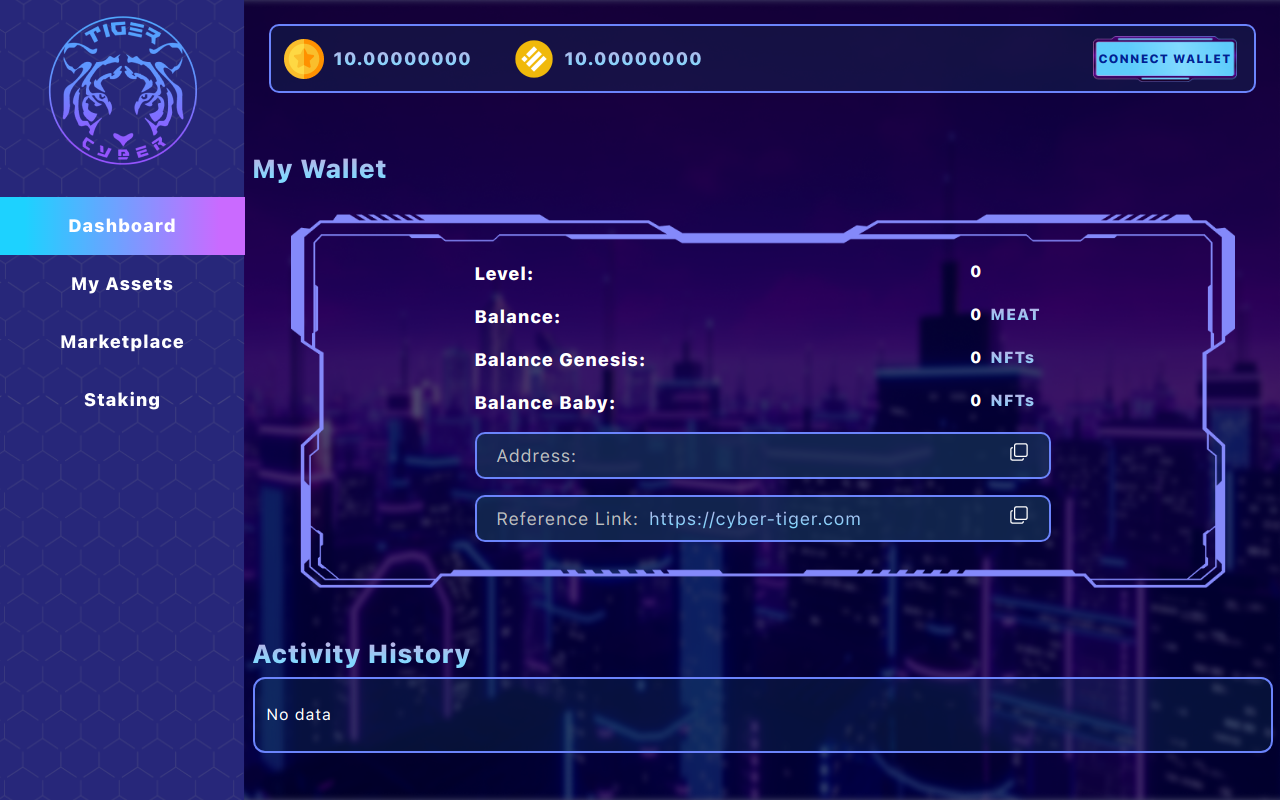 TIGER
CYBER
10.00000000
10.00000000
CONNECT WALLET
Dashboard
My Assets
Marketplace
Staking
My Wallet
Level: 0
Balance: 0 MEAT
Balance Genesis: 0 NFTs
Balance Baby: 0 NFTs
Address:
Reference Link: https://cyber-tiger.com
Activity History
No data